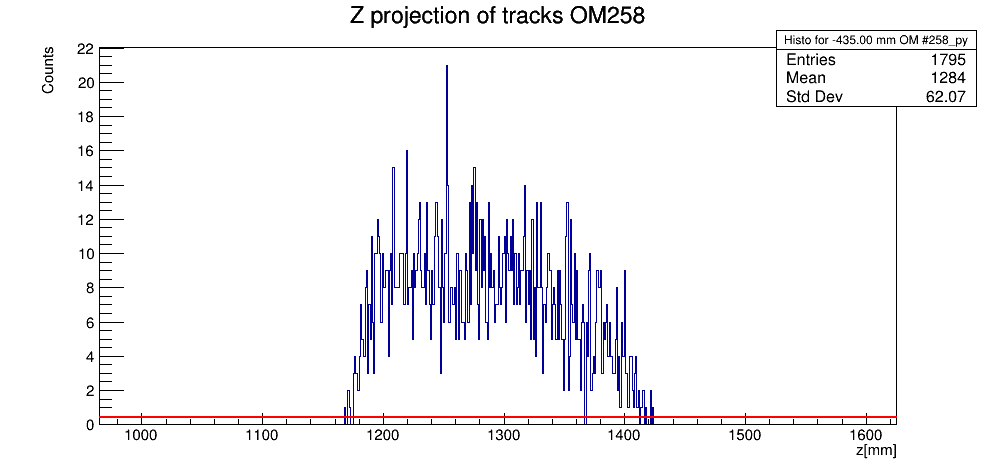 Z projection of tracks OM258
Histo for -435.00 mm OM #258_py
Entries 1795
Mean 1284
Std Dev 62.07
Counts
22
20
18
16
14
12
10
8
6
4
2
0
1000 1100 1200 1300 1400 1500 1600
z[mm]